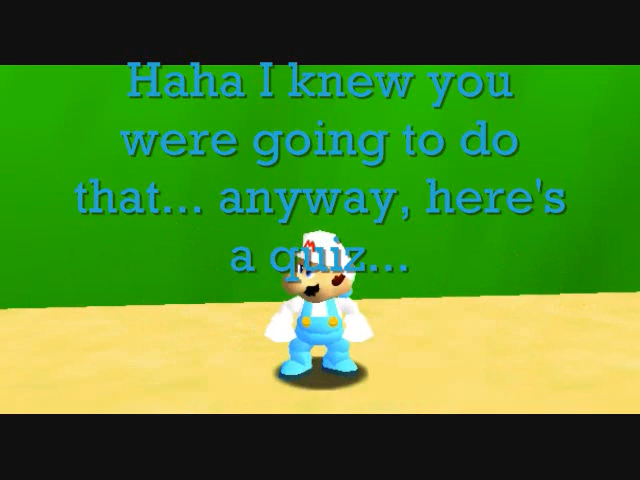 Haha I knew you
were going to do
that... anyway, here's
a quiz...
M